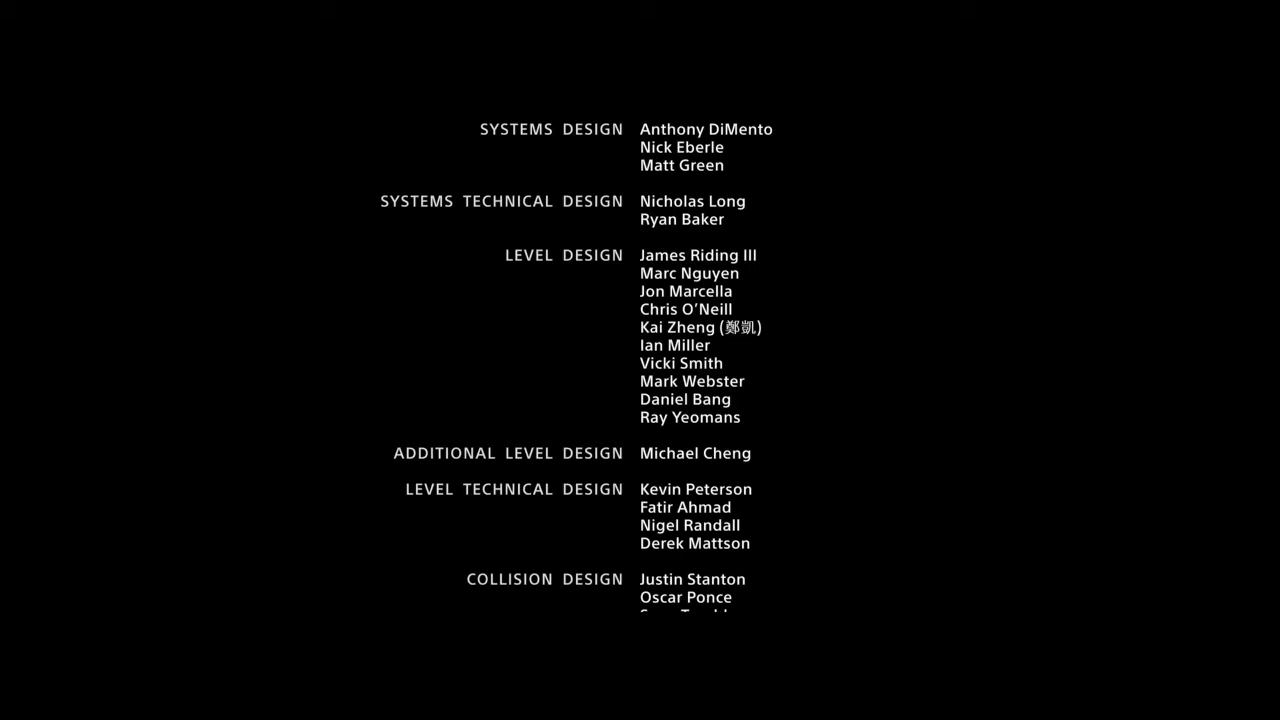 SYSTEMS DESIGN Anthony DiMento
Nick Eberle
Matt Green
SYSTEMS TECHNICAL DESIGN Nicholas Long
Ryan Baker
LEVEL DESIGN James Riding III
Marc Nguyen
Jon Marcella
Chris O’Neill
Kai Zheng (鄭凱)
Ian Miller
Vicki Smith
Mark Webster
Daniel Bang
Ray Yeomans
ADDITIONAL LEVEL DESIGN Michael Cheng
LEVEL TECHNICAL DESIGN Kevin Peterson
Fatir Ahmad
Nigel Randall
Derek Mattson
COLLISION DESIGN Justin Stanton
Oscar Ponce